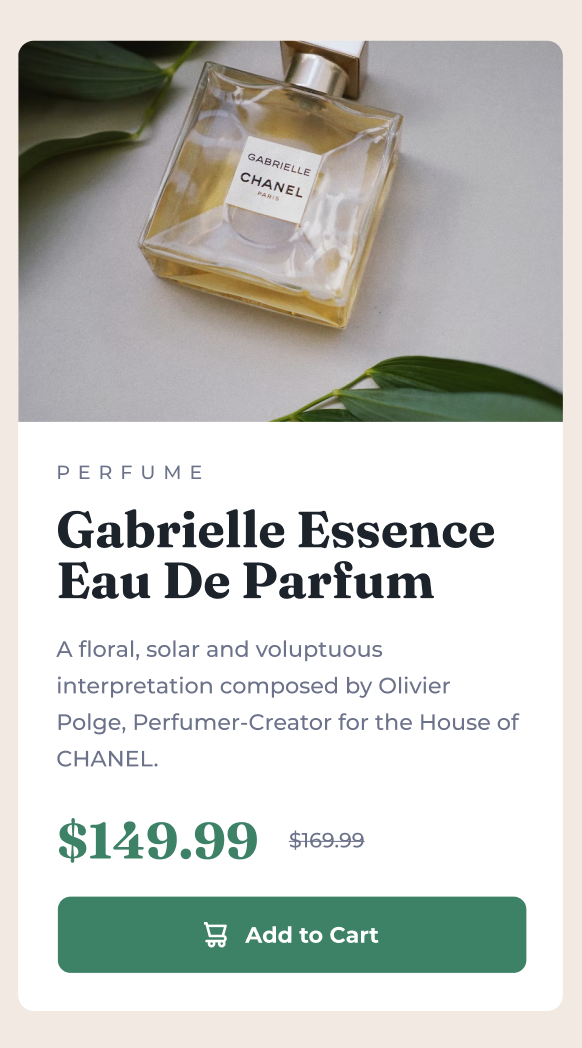 GABRIELLE
CHANEL
PARIS
PERFUME
Gabrielle Essence
Eau De Parfum
A floral, solar and voluptuous
interpretation composed by Olivier
Polge, Perfumer-Creator for the House of
CHANEL.
$149.99 $169.99
Add to Cart